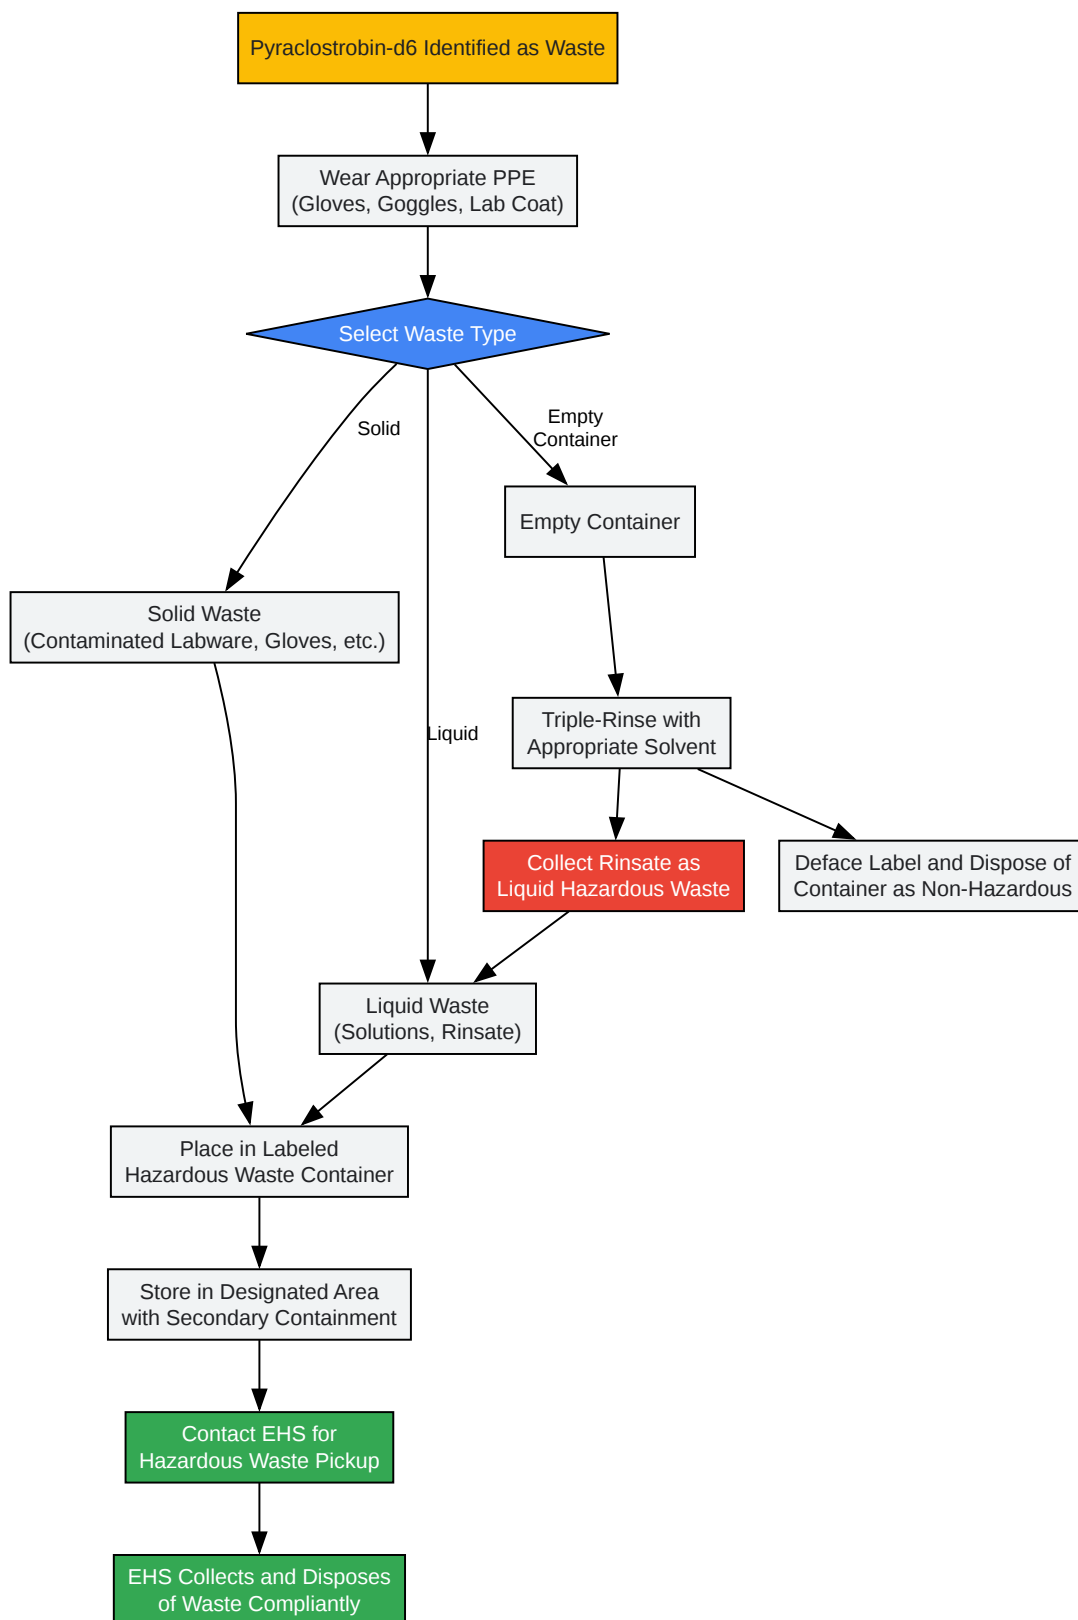 Pyraclostrobin-d6 Identified as Waste
Wear Appropriate PPE
(Gloves, Goggles, Lab Coat)
Select Waste Type
Solid
Empty
Container
Empty Container
Solid Waste
(Contaminated Labware, Gloves, etc.)
Triple-Rinse with
Appropriate Solvent
Liquid
Collect Rinsate as
Liquid Hazardous Waste
Deface Label and Dispose of
Container as Non-Hazardous
Liquid Waste
(Solutions, Rinsate)
Place in Labeled
Hazardous Waste Container
Store in Designated Area
with Secondary Containment
Contact EHS for
Hazardous Waste Pickup
EHS Collects and Disposes
of Waste Compliantly